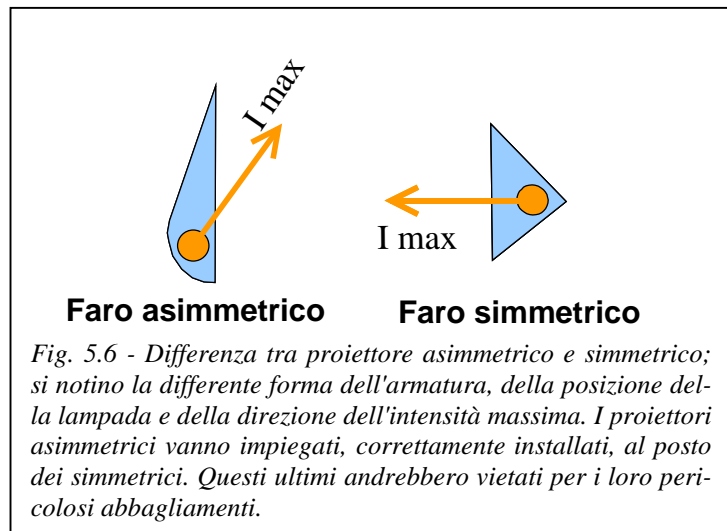 I max
I max
Faro asimmetrico
Faro simmetrico
Fig. 5.6 - Differenza tra proiettore asimmetrico e simmetrico;
si notino la differente forma dell'armatura, della posizione del-
la lampada e della direzione dell'intensità massima. I proiettori
asimmetrici vanno impiegati, correttamente installati, al posto
dei simmetrici. Questi ultimi andrebbero vietati per i loro peri-
colosi abbagliamenti.